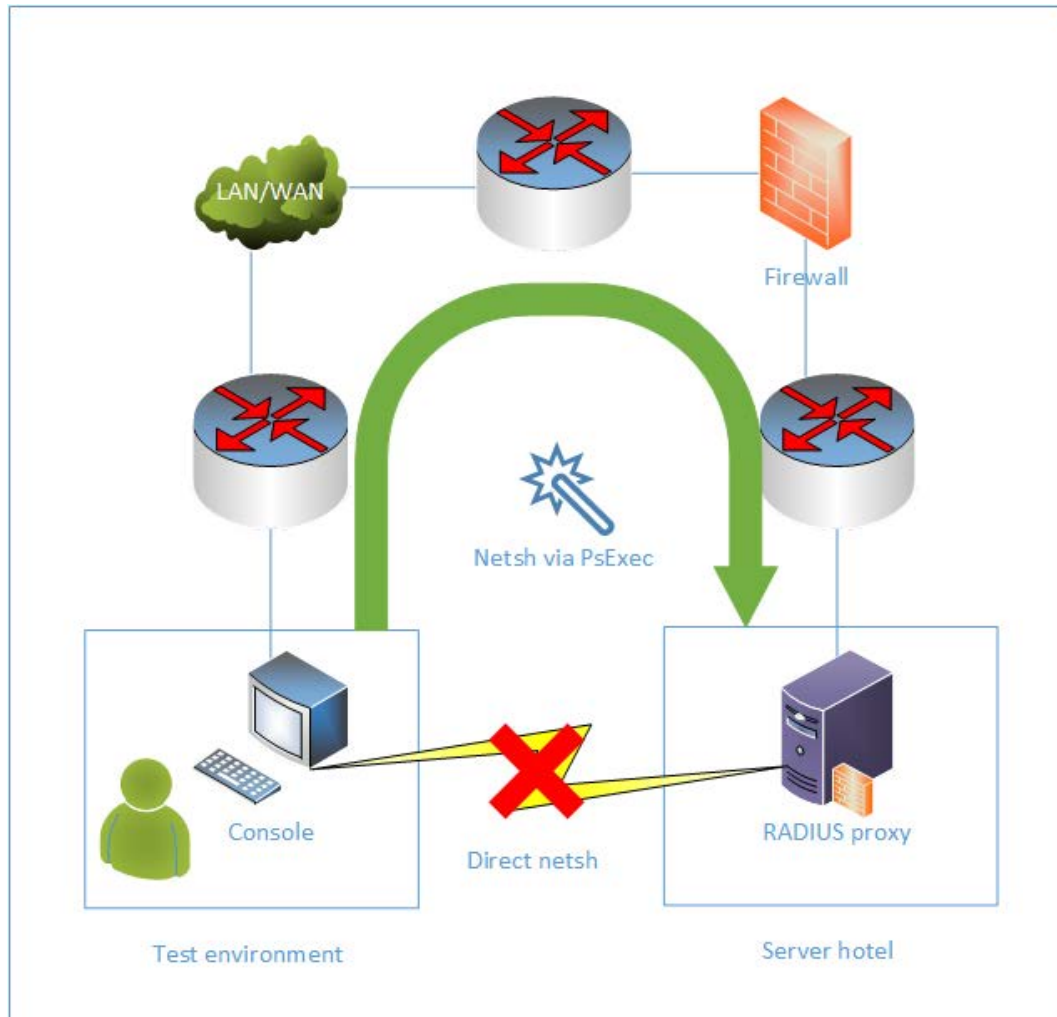 LAN/WAN
Firewall
Netsh via PsExec
Console
RADIUS proxy
Direct netsh
Test environment
Server hotel